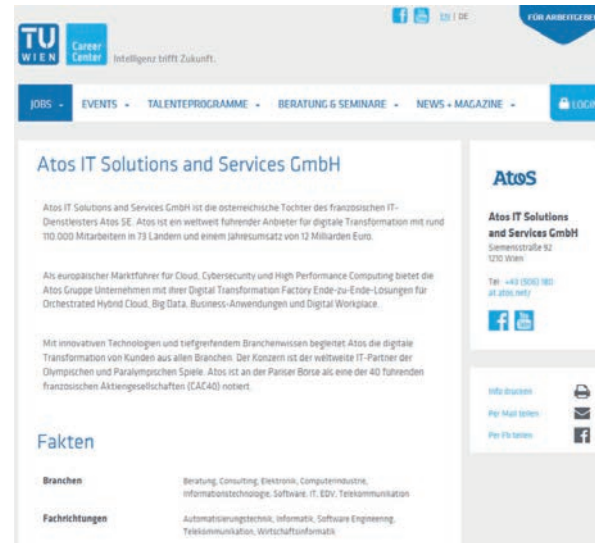 EN | DE
FÜR ARBEITGEBER
TU
WIEN
Career
Center
Intelligenz trifft Zukunft.
JOBS
EVENTS
TALENTEPROGRAMME
BERATUNG & SEMINARE
NEWS + MAGAZINE
LOGIN
Atos IT Solutions and Services GmbH
Atos IT Solutions and Services GmbH ist die österreichische Tochter des französischen IT-
Dienstleisters Atos SE. Atos ist ein weltweit führender Anbieter für digitale Transformation mit rund
110.000 Mitarbeitern in 73 Ländern und einem Jahresumsatz von 12 Milliarden Euro.
Als europäischer Marktführer für Cloud, Cybersecurity und High Performance Computing bietet die
Atos Gruppe Unternehmen mit ihrer Digital Transformation Factory Ende-zu-Ende-Lösungen für
Orchestrated Hybrid Cloud, Big Data, Business-Anwendungen und Digital Workplace.
Mit innovativen Technologien und tiefgreifendem Branchenwissen begleitet Atos die digitale
Transformation von Kunden aus allen Branchen. Der Konzern ist der weltweite IT-Partner der
Olympischen und Paralympischen Spiele. Atos ist an der Pariser Börse als eine der 40 führenden
französischen Aktiengesellschaften (CAC40) notiert.
Fakten
Branchen
Beratung, Consulting, Elektronik, Computerindustrie,
Informationstechnologie, Software, IT, EDV, Telekommunikation
Fachrichtungen
Automatisierungstechnik, Informatik, Software Engineering,
Telekommunikation, Wirtschaftsinformatik
Atos
Atos IT Solutions
and Services GmbH
Siemensstraße 92
1210 Wien
Tel: +43 (506) 180
at.atos.net/
Info drucken
Per Mail teilen
Per Fb teilen